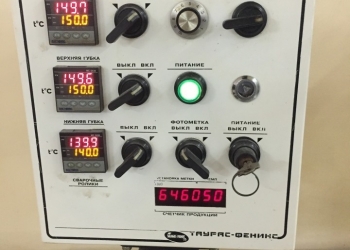 149.7
150.0
t°C
ВЕРХНЯЯ ГУБКА
ВЫКЛ ВКЛ
ПИТАНИЕ
149.6
150.0
t°C
НИЖНЯЯ ГУБКА
ВЫКЛ ВКЛ
ФОТОМЕТКА
ВЫКЛ ВКЛ
ПИТАНИЕ
ВЫКЛ ВКЛ
139.9
140.0
t°C
СВАРОЧНЫЕ
РОЛИКИ
646050
СЧЕТЧИК ПРОДУКЦИИ
ТАУРАС-ФЕНИКС